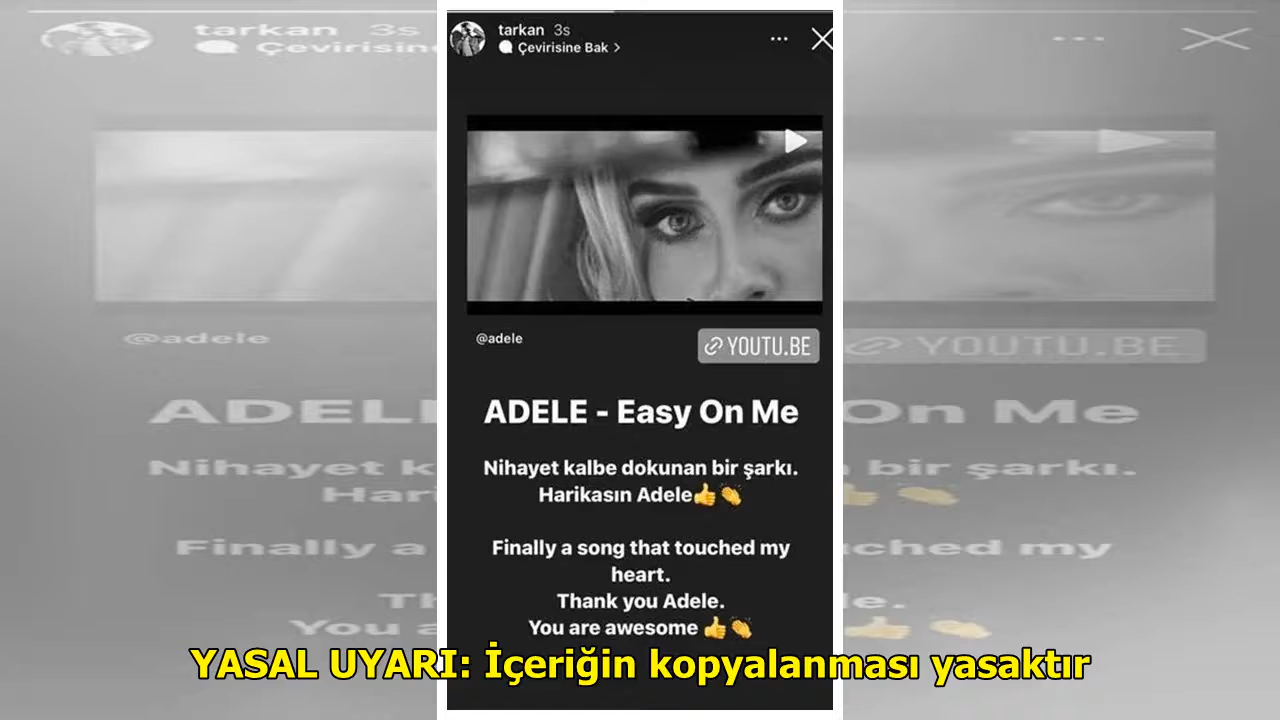 tarkan 3s
Çevirisine Bak >
@adele
YOUTU.BE
ADELE - Easy On Me
Nihayet kalbe dokunan bir şarkı.
Harikasın Adele👍👏
Finally a song that touched my
heart.
Thank you Adele.
You are awesome 👍👏
YASAL UYARI: İçeriğin kopyalanması yasaktır